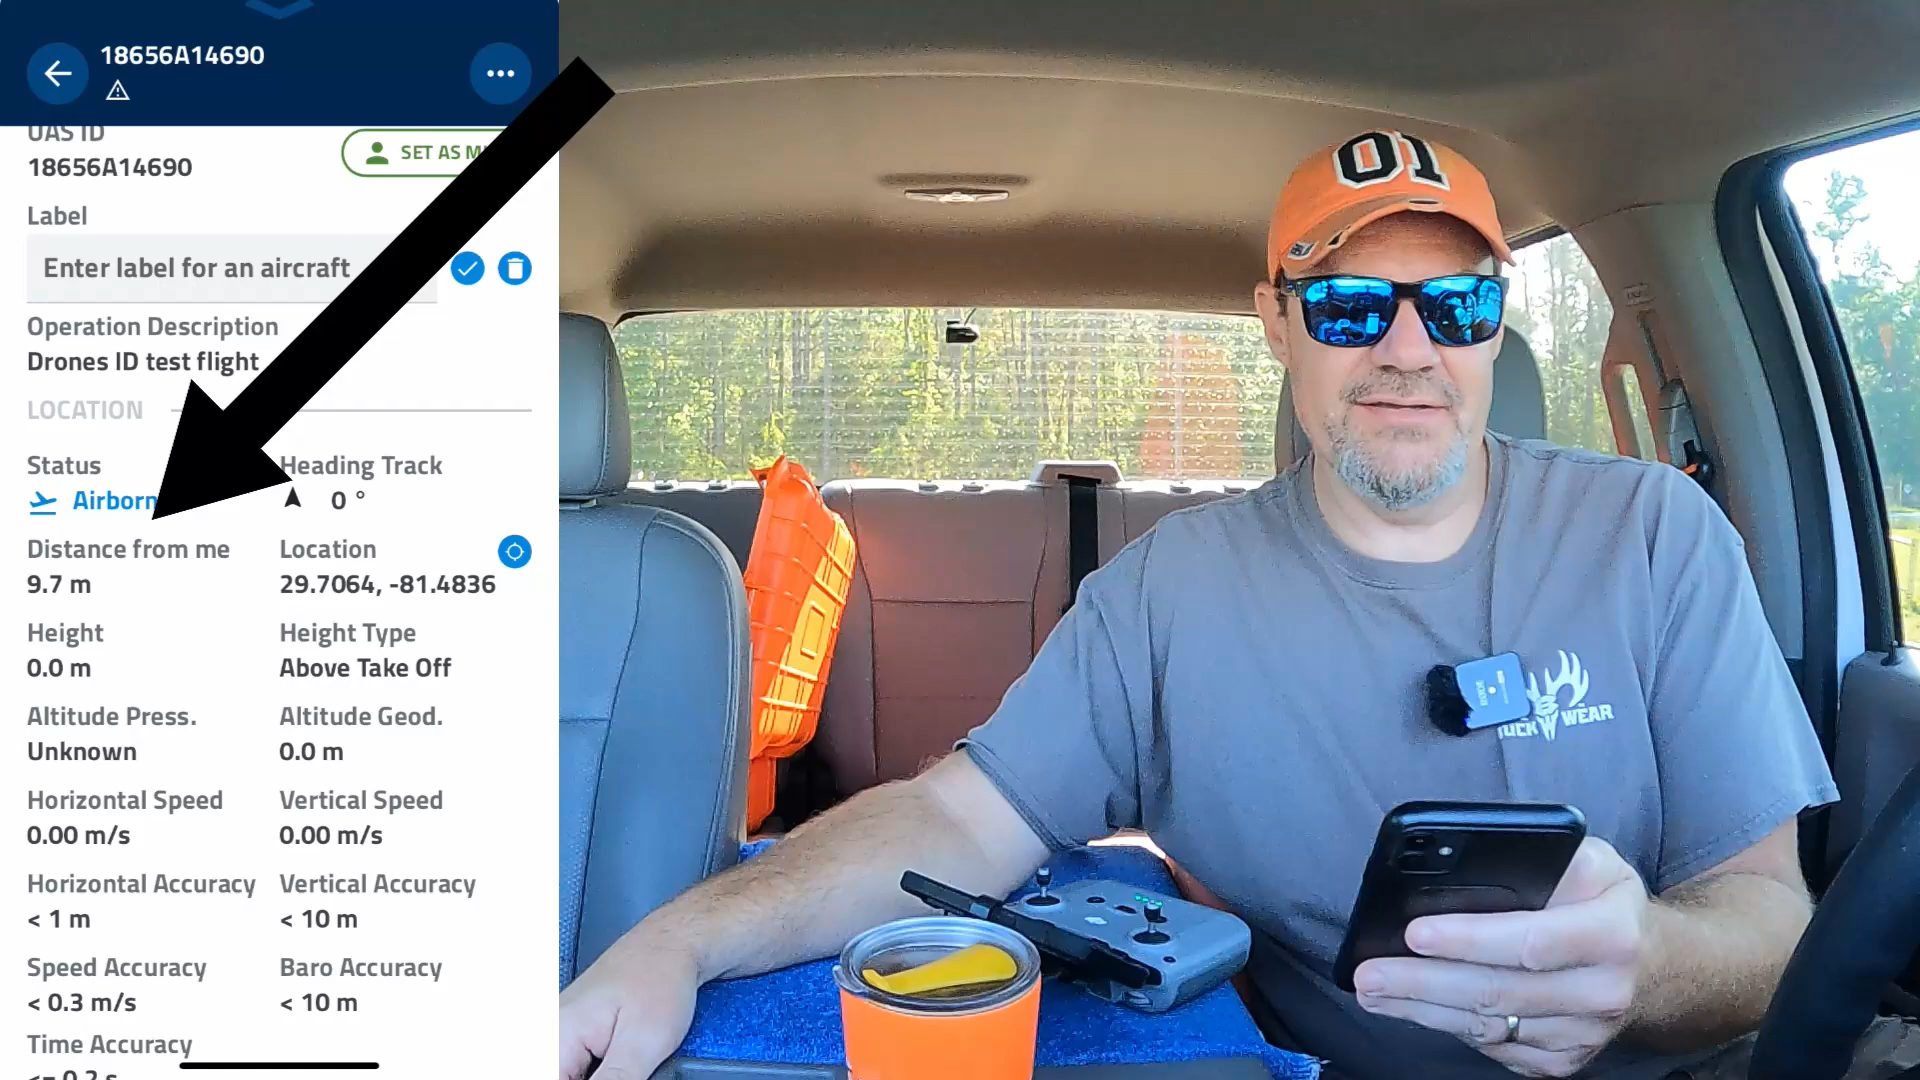 18656A14690
UAS ID
18656A14690
SET AS M
Label
Enter label for an aircraft
Operation Description
Drones ID test flight
LOCATION
Status
Heading Track
Airborn
0 °
Distance from me
Location
9.7 m
29.7064, -81.4836
Height
Height Type
0.0 m
Above Take Off
Altitude Press.
Altitude Geod.
Unknown
0.0 m
Horizontal Speed
Vertical Speed
0.00 m/s
0.00 m/s
Horizontal Accuracy
Vertical Accuracy
< 1 m
< 10 m
Speed Accuracy
Baro Accuracy
< 0.3 m/s
< 10 m
Time Accuracy
01
WEAR